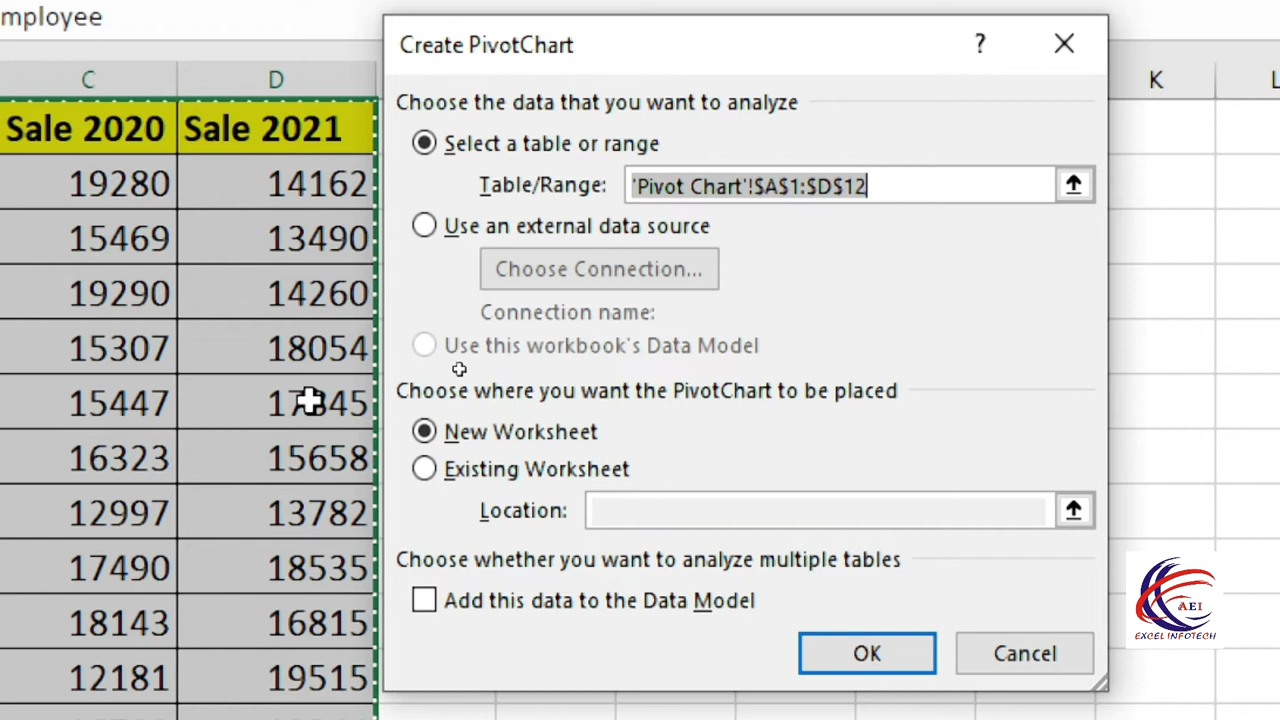 mployee
C D K L
Sale 2020 Sale 2021
19280 14162
15469 13490
19290 14260
15307 18054
15447
16323 15658
12997 13782
17490 18535
18143 16815
12181 19515
Create PivotChart ? ×
Choose the data that you want to analyze
Select a table or range
Table/Range: 'Pivot Chart'!$A$1:$D$12
Use an external data source
Choose Connection...
Connection name:
Use this workbook's Data Model
Choose where you want the PivotChart to be placed
New Worksheet
Existing Worksheet
Location:
Choose whether you want to analyze multiple tables
Add this data to the Data Model
OK Cancel
AEI
EXCEL INFOTECH